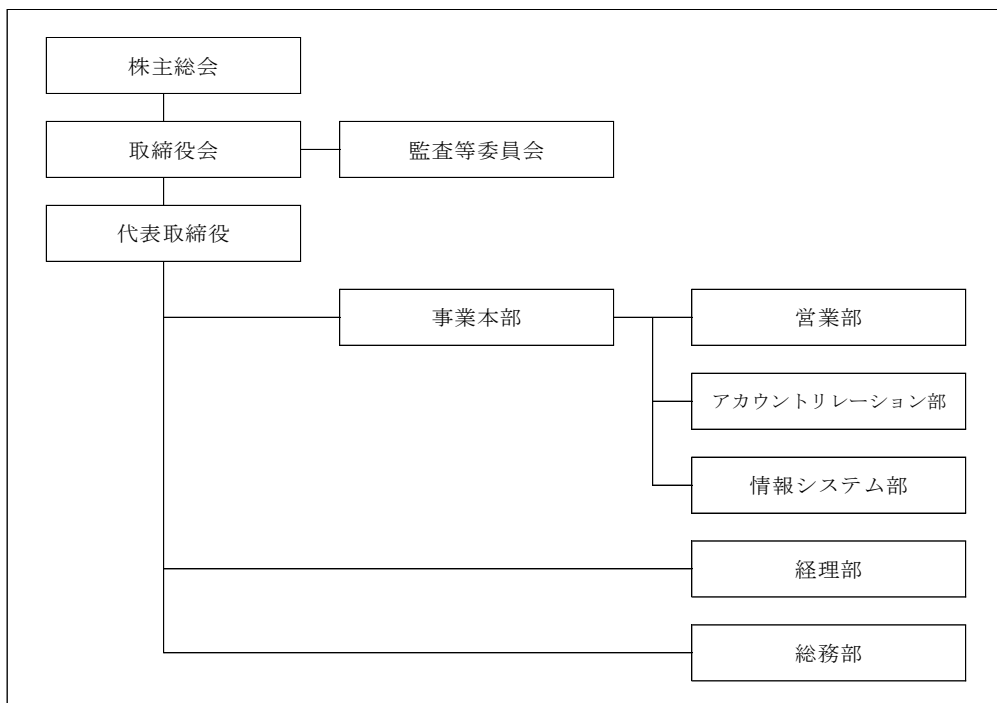 株主総会
取締役会
監査等委員会
代表取締役
事業本部
営業部
アカウントリレーション部
情報システム部
経理部
総務部